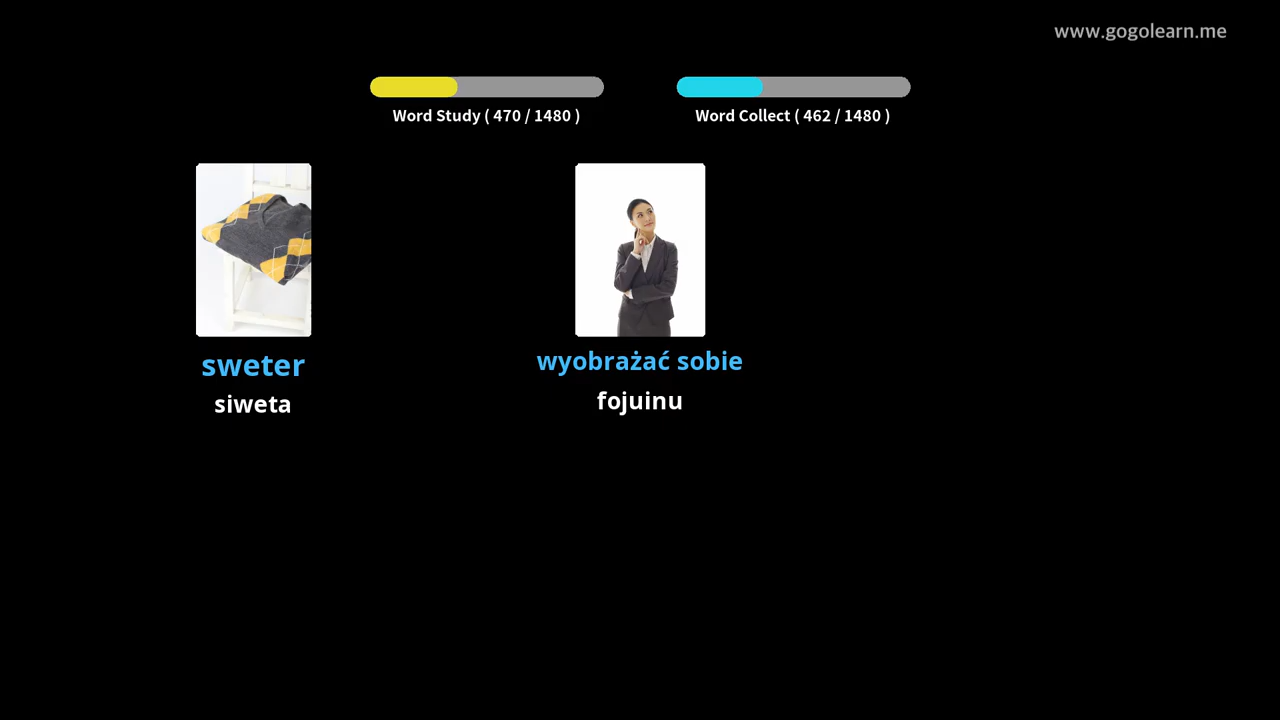 www.gogolearn.me
Word Study ( 470 / 1480 )
Word Collect ( 462 / 1480 )
sweter
siweta
wyobrażać sobie
fojuinu